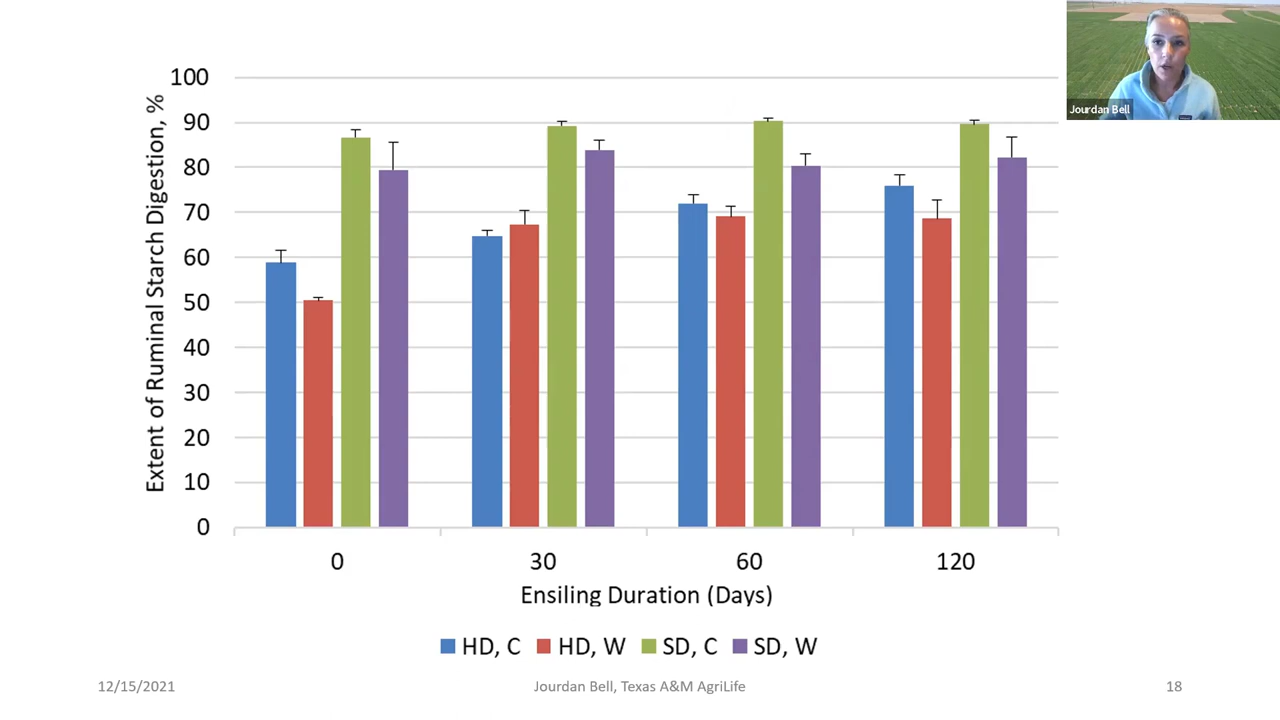 Jourdan Bell
Extent of Ruminal Starch Digestion, %
100
90
80
70
60
50
40
30
20
10
0
0 30 60 120
Ensiling Duration (Days)
HD, C HD, W SD, C SD, W
12/15/2021 Jourdan Bell, Texas A&M AgriLife 18